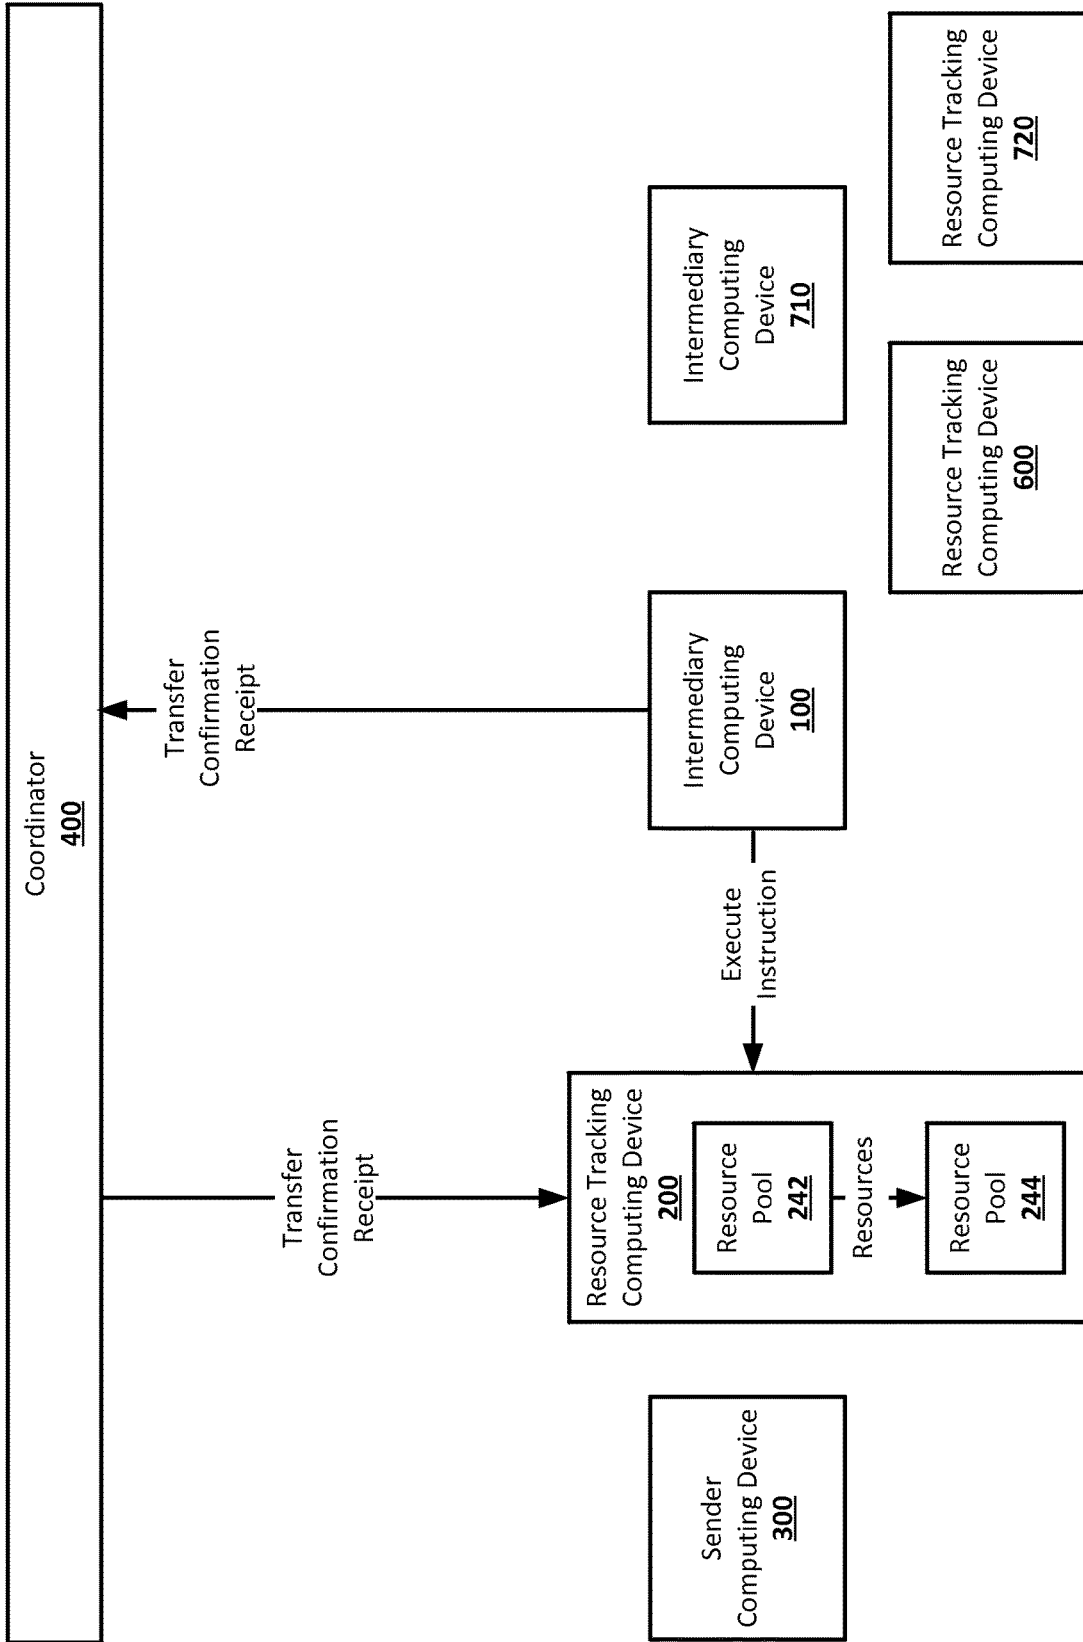 Coordinator
400
Transfer
Confirmation
Receipt
Transfer
Confirmation
Receipt
Sender
Computing Device
300
Resource Tracking
Computing Device
200
Resource
Pool
242
Resources
Resource
Pool
244
Execute
Instruction
Intermediary
Computing
Device
100
Intermediary
Computing
Device
710
Resource Tracking
Computing Device
600
Resource Tracking
Computing Device
720